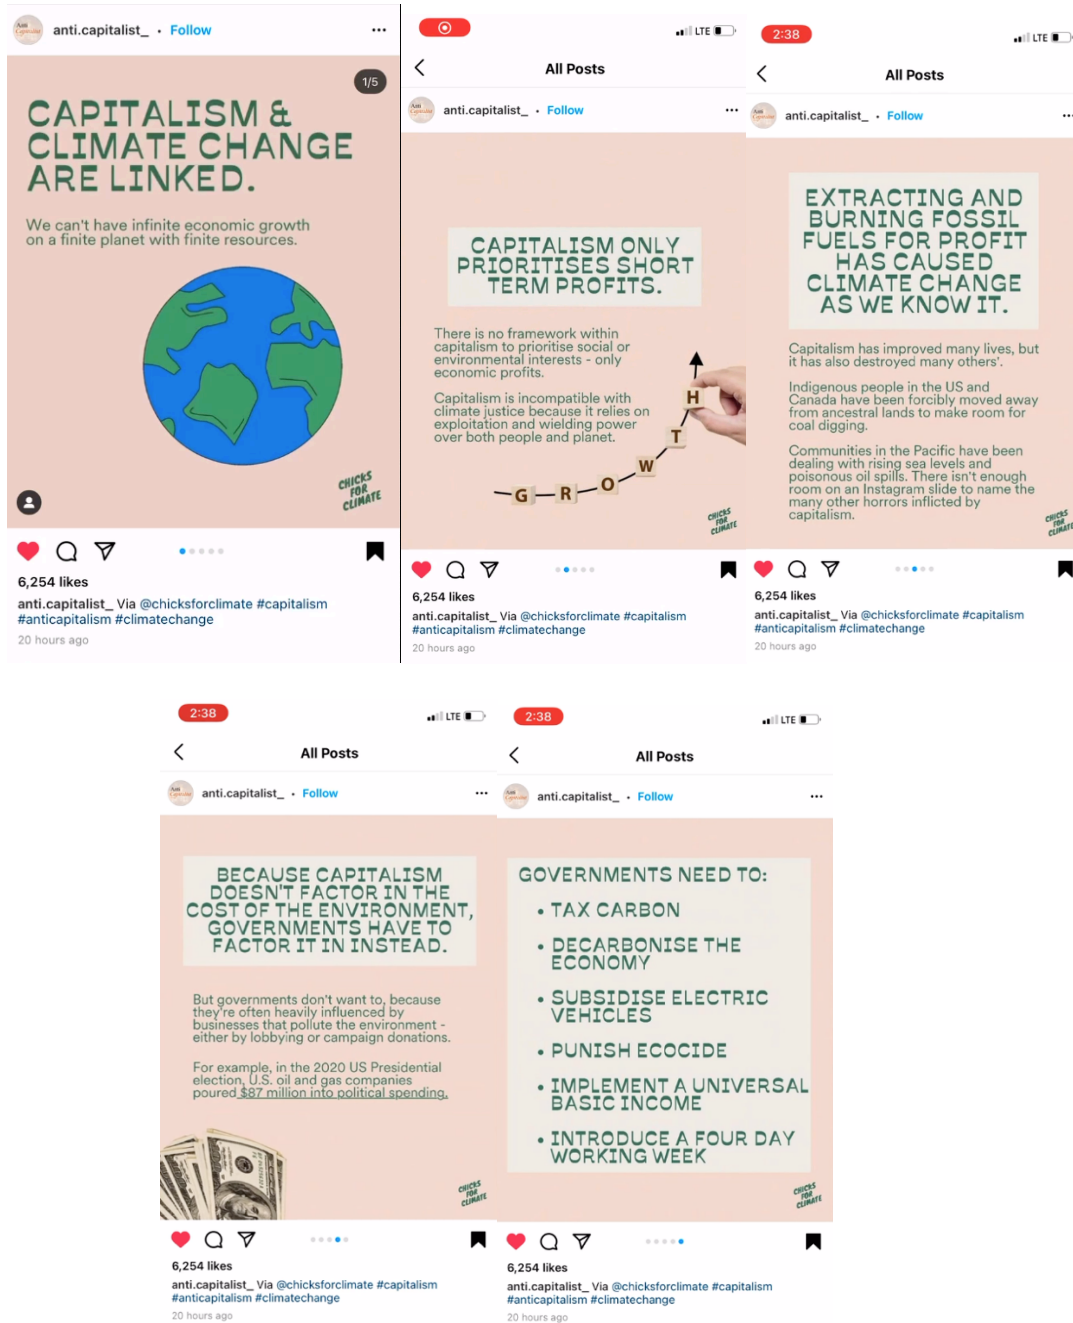 anti.capitalist_ • Follow
1/5
CAPITALISM &
CLIMATE CHANGE
ARE LINKED.
We can't have infinite economic growth
on a finite planet with finite resources.
CHICKS
FOR
CLIMATE
6,254 likes
anti.capitalist_ Via @chicksforclimate #capitalism
#anticapitalism #climatechange
20 hours ago
LTE
All Posts
anti.capitalist_ • Follow
CAPITALISM ONLY
PRIORITISES SHORT
TERM PROFITS.
There is no framework within
capitalism to prioritise social or
environmental interests - only
economic profits.
Capitalism is incompatible with
climate justice because it relies on
exploitation and wielding power
over both people and planet.
G R O W T H
CHICKS
FOR
CLIMATE
6,254 likes
anti.capitalist_ Via @chicksforclimate #capitalism
#anticapitalism #climatechange
20 hours ago
2:38
LTE
All Posts
anti.capitalist_ • Follow
EXTRACTING AND
BURNING FOSSIL
FUELS FOR PROFIT
HAS CAUSED
CLIMATE CHANGE
AS WE KNOW IT.
Capitalism has improved many lives, but
it has also destroyed many others'.
Indigenous people in the US and
Canada have been forcibly moved away
from ancestral lands to make room for
coal digging.
Communities in the Pacific have been
dealing with rising sea levels and
poisonous oil spills. There isn't enough
room on an Instagram slide to name the
many other horrors inflicted by
capitalism.
CHICKS
FOR
CLIMATE
6,254 likes
anti.capitalist_ Via @chicksforclimate #capitalism
#anticapitalism #climatechange
20 hours ago
2:38
LTE
All Posts
anti.capitalist_ • Follow
BECAUSE CAPITALISM
DOESN'T FACTOR IN THE
COST OF THE ENVIRONMENT,
GOVERNMENTS HAVE TO
FACTOR IT IN INSTEAD.
But governments don't want to, because
they're often heavily influenced by
businesses that pollute the environment -
either by lobbying or campaign donations.
For example, in the 2020 US Presidential
election, U.S. oil and gas companies
poured $87 million into political spending.
CHICKS
FOR
CLIMATE
6,254 likes
anti.capitalist_ Via @chicksforclimate #capitalism
#anticapitalism #climatechange
20 hours ago
2:38
LTE
All Posts
anti.capitalist_ • Follow
GOVERNMENTS NEED TO:
• TAX CARBON
• DECARBONISE THE
ECONOMY
• SUBSIDISE ELECTRIC
VEHICLES
• PUNISH ECOCIDE
• IMPLEMENT A UNIVERSAL
BASIC INCOME
• INTRODUCE A FOUR DAY
WORKING WEEK
CHICKS
FOR
CLIMATE
6,254 likes
anti.capitalist_ Via @chicksforclimate #capitalism
#anticapitalism #climatechange
20 hours ago